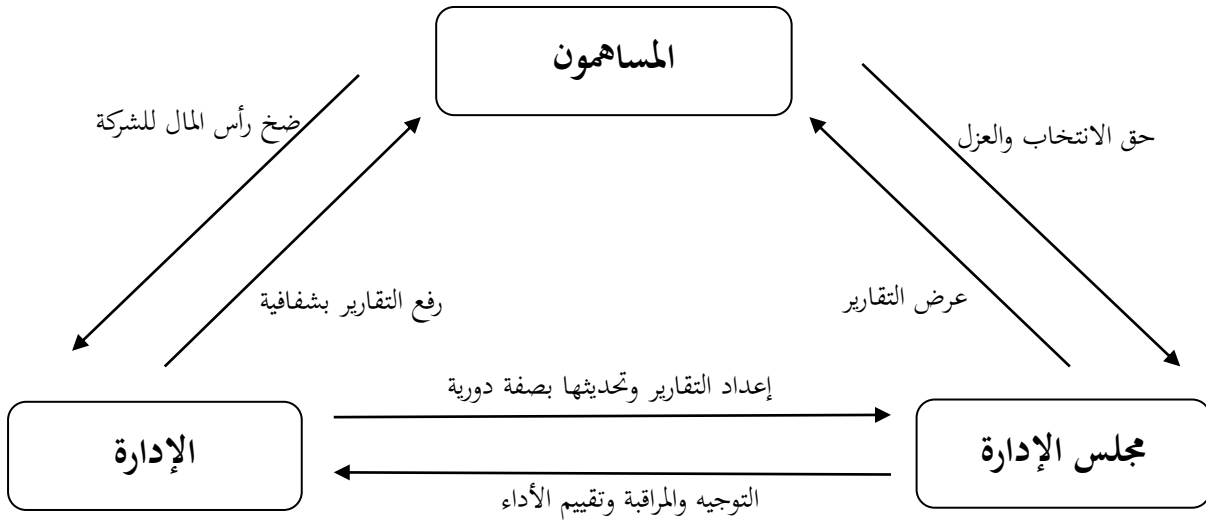 المساهمون
ضخ رأس المال للشركة
حق الانتخاب والعزل
رفع التقارير بشفافية
عرض التقارير
إعداد التقارير وتحديثها بصفة دورية
مجلس الإدارة
الإدارة
التوجيه والمراقبة وتقييم الأداء